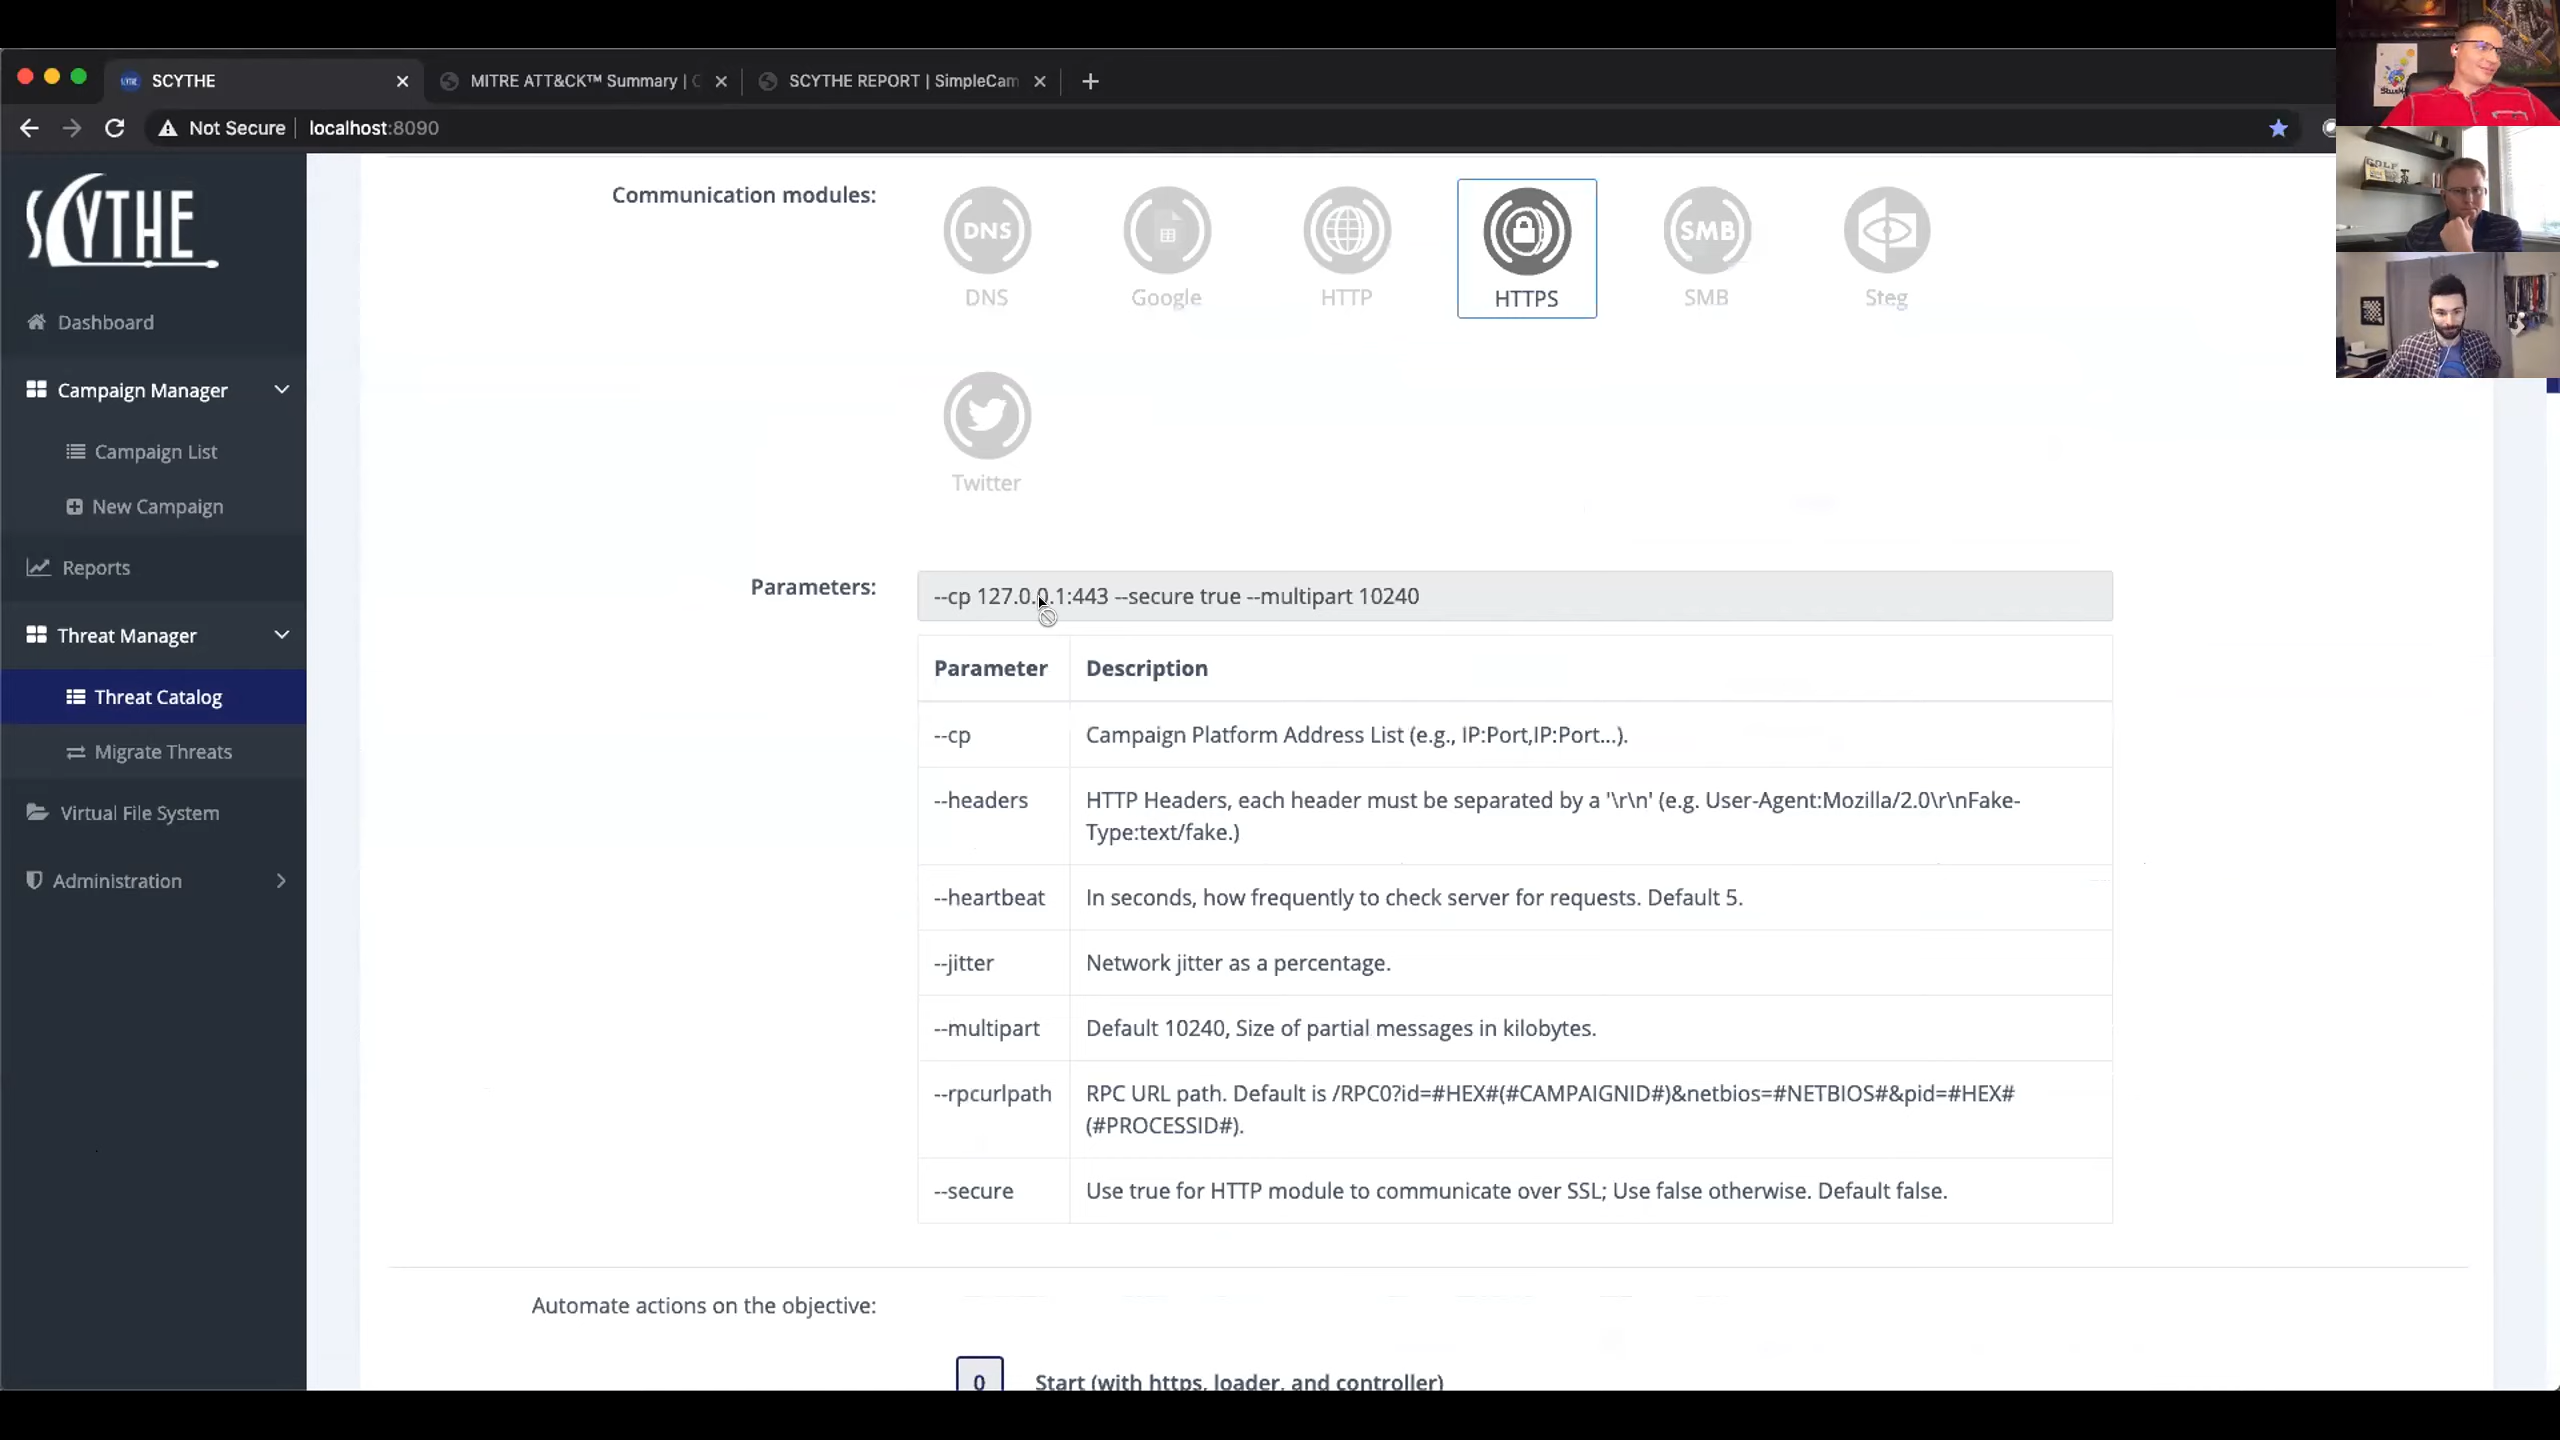 SCYTHE
MITRE ATT&CK™ Summary | C
SCYTHE REPORT | SimpleCam
Not Secure
localhost:8090
SCYTHE
Dashboard
Campaign Manager
Campaign List
New Campaign
Reports
Threat Manager
Threat Catalog
Migrate Threats
Virtual File System
Administration
Communication modules:
DNS
SMB
DNS
Google
HTTP
HTTPS
SMB
Steg
Twitter
Parameters:
--cp 127.0.0.1:443 --secure true --multipart 10240
Parameter Description
--cp Campaign Platform Address List (e.g., IP:Port,IP:Port...).
--headers HTTP Headers, each header must be separated by a '\r\n' (e.g. User-Agent:Mozilla/2.0\r\nFake-
Type:text/fake.)
--heartbeat In seconds, how frequently to check server for requests. Default 5.
--jitter Network jitter as a percentage.
--multipart Default 10240, Size of partial messages in kilobytes.
--rpcurlpath RPC URL path. Default is /RPC0?id=#HEX#(#CAMPAIGNID#)&netbios=#NETBIOS#&pid=#HEX#
(#PROCESSID#).
--secure Use true for HTTP module to communicate over SSL; Use false otherwise. Default false.
Automate actions on the objective:
0 Start (with https, loader, and controller)
GOLF